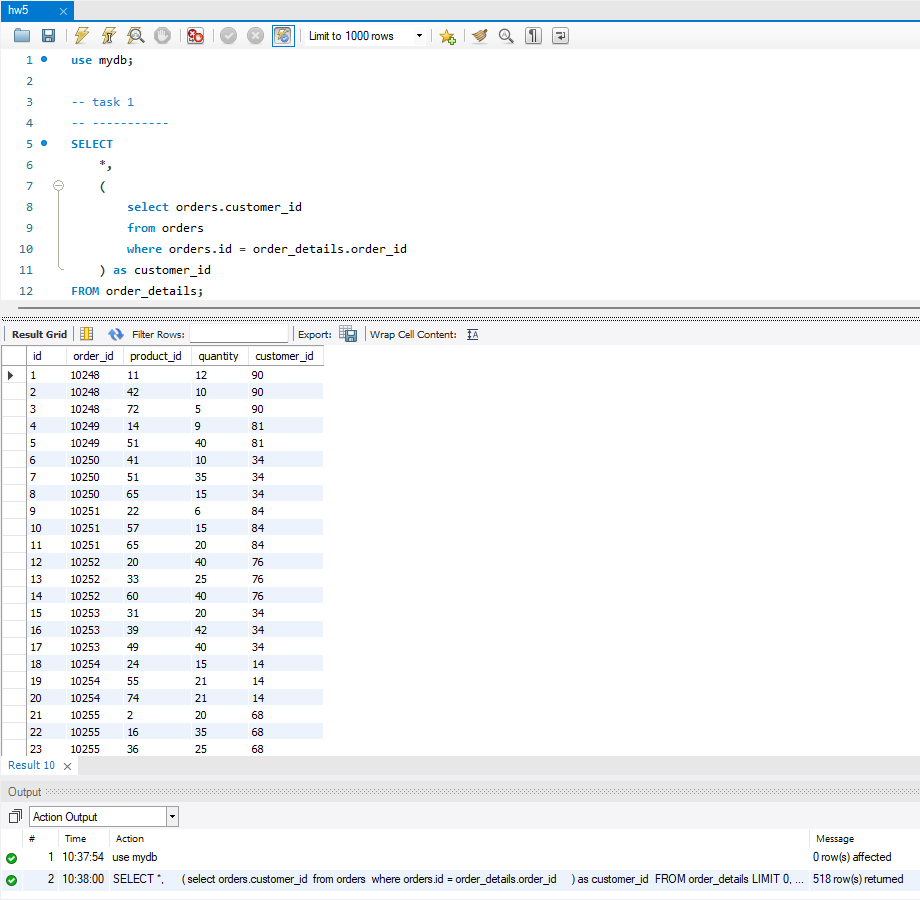 hw5
Limit to 1000 rows
1 use mydb;
2
3 -- task 1
4 -- -----------
5 SELECT
6 *,
7 (
8 select orders.customer_id
9 from orders
10 where orders.id = order_details.order_id
11 ) as customer_id
12 FROM order_details;
Result Grid Filter Rows: Export: Wrap Cell Content:
id order_id product_id quantity customer_id
1 10248 11 12 90
2 10248 42 10 90
3 10248 72 5 90
4 10249 14 9 81
5 10249 51 40 81
6 10250 41 10 34
7 10250 51 35 34
8 10250 65 15 34
9 10251 22 6 84
10 10251 57 15 84
11 10251 65 20 84
12 10252 20 40 76
13 10252 33 25 76
14 10252 60 40 76
15 10253 31 20 34
16 10253 39 42 34
17 10253 49 40 34
18 10254 24 15 14
19 10254 55 21 14
20 10254 74 21 14
21 10255 2 20 68
22 10255 16 35 68
23 10255 36 25 68
Result 10
Output
Action Output
# Time Action Message
1 10:37:54 use mydb 0 row(s) affected
2 10:38:00 SELECT *, ( select orders.customer_id from orders where orders.id = order_details.order_id ) as customer_id FROM order_details LIMIT 0, ... 518 row(s) returned